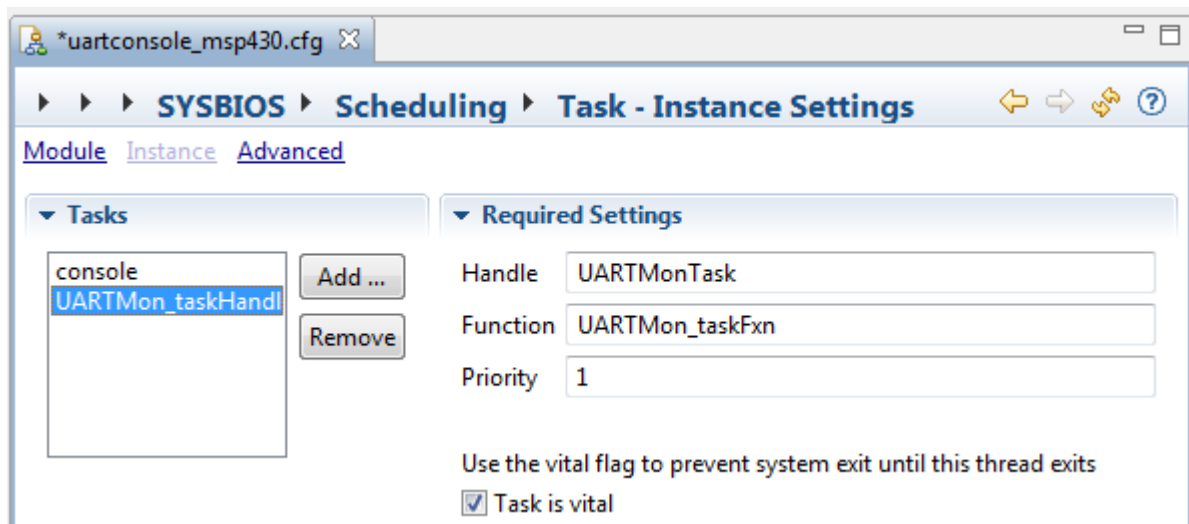 *uartconsole_msp430.cfg
SYSBIOS Scheduling Task - Instance Settings
Module Instance Advanced
Tasks
console
UARTMon_taskHandl
Add ...
Remove
Required Settings
Handle UARTMonTask
Function UARTMon_taskFxn
Priority 1
Use the vital flag to prevent system exit until this thread exits
Task is vital